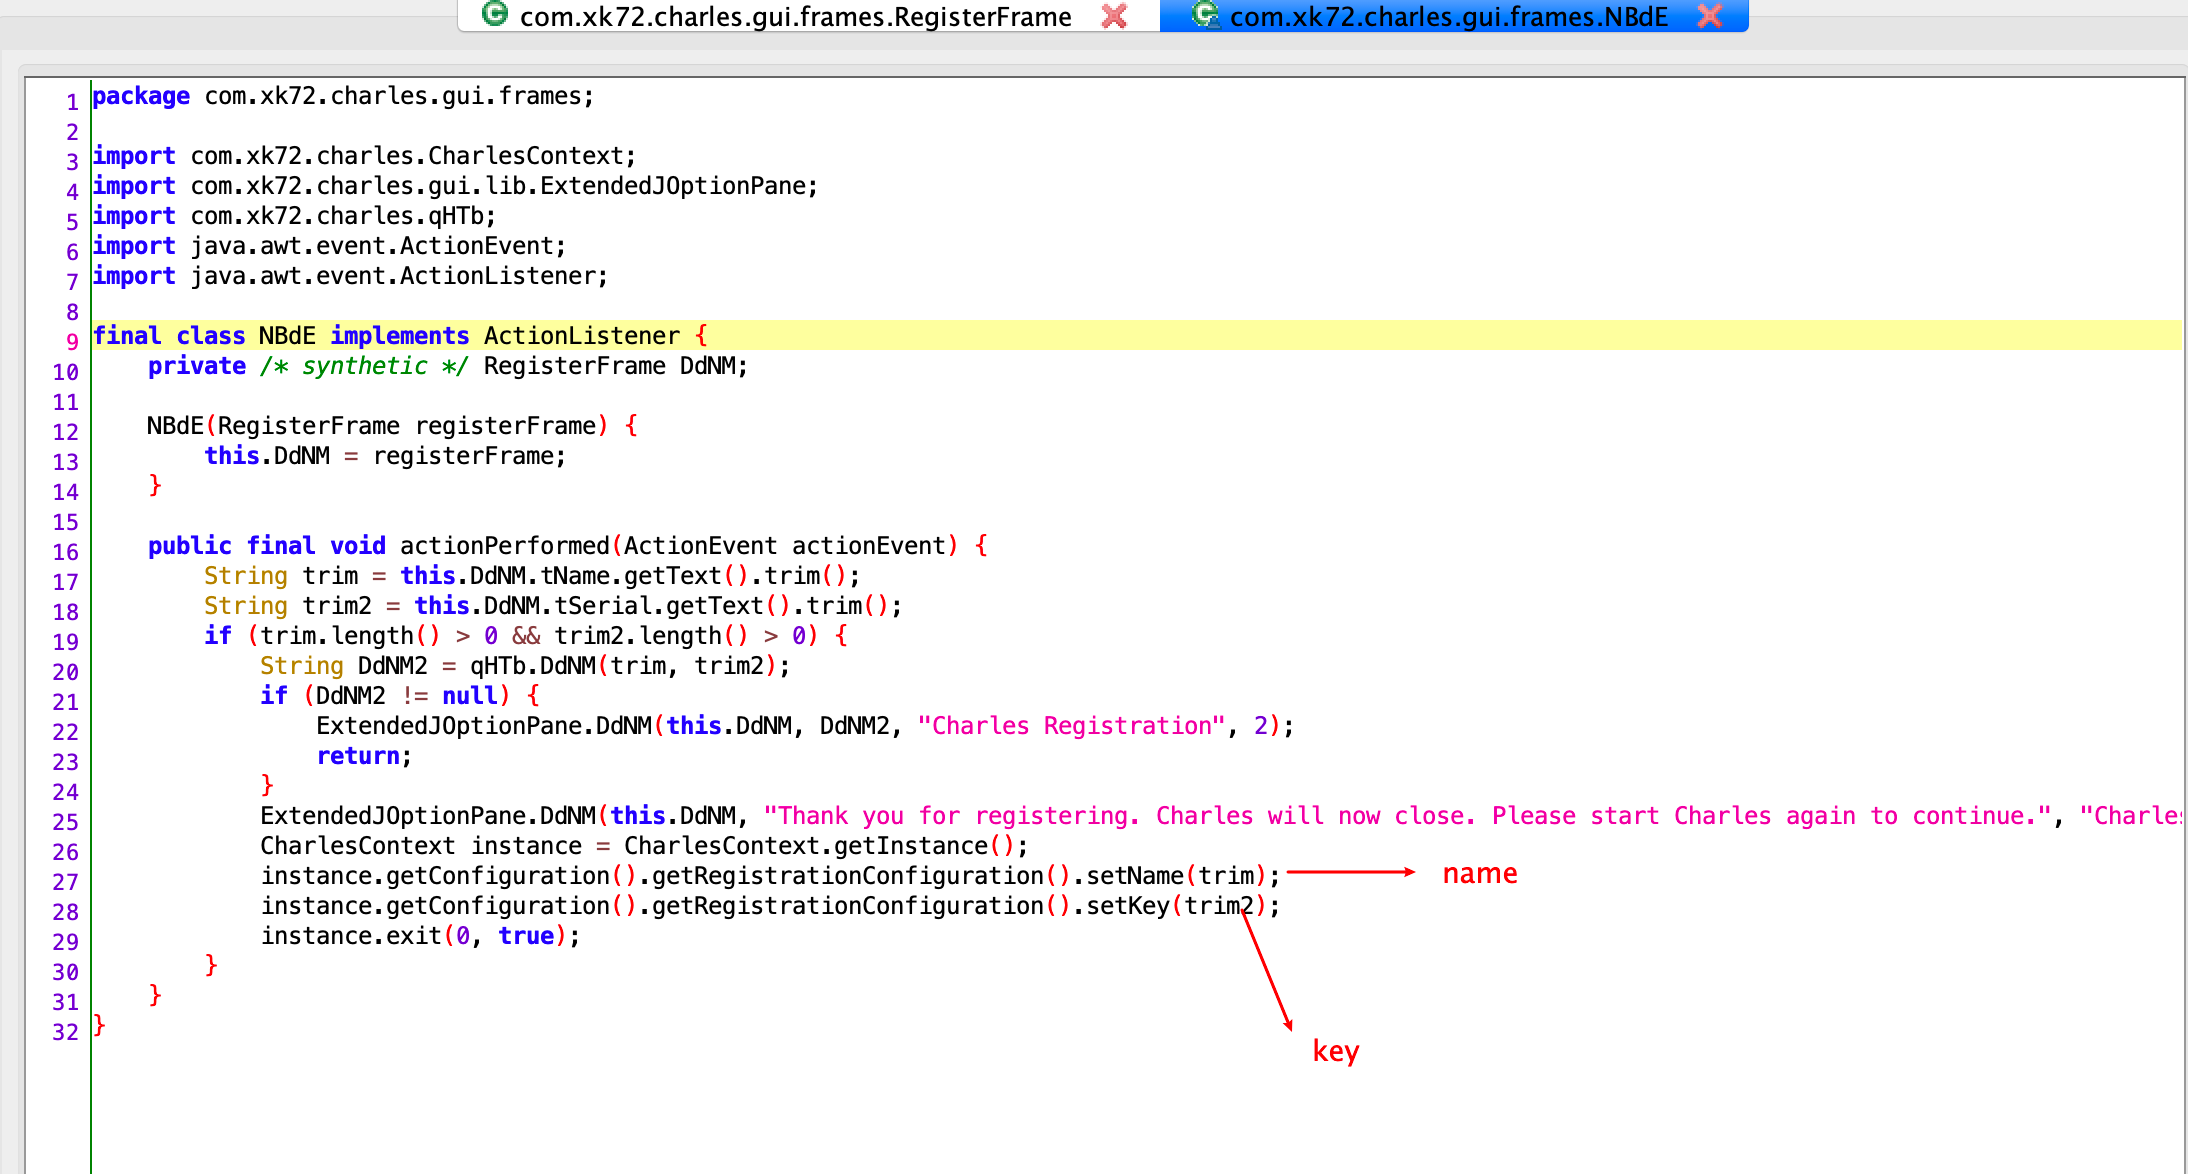 com.xk72.charles.gui.frames.RegisterFrame com.xk72.charles.gui.frames.NBdE
1 package com.xk72.charles.gui.frames;
2
3 import com.xk72.charles.CharlesContext;
4 import com.xk72.charles.gui.lib.ExtendedJOptionPane;
5 import com.xk72.charles.qHTb;
6 import java.awt.event.ActionEvent;
7 import java.awt.event.ActionListener;
8
9 final class NBdE implements ActionListener {
10     private /* synthetic */ RegisterFrame DdNM;
11
12     NBdE(RegisterFrame registerFrame) {
13         this.DdNM = registerFrame;
14     }
15
16     public final void actionPerformed(ActionEvent actionEvent) {
17         String trim = this.DdNM.tName.getText().trim();
18         String trim2 = this.DdNM.tSerial.getText().trim();
19         if (trim.length() > 0 && trim2.length() > 0) {
20             String DdNM2 = qHTb.DdNM(trim, trim2);
21             if (DdNM2 != null) {
22                 ExtendedJOptionPane.DdNM(this.DdNM, DdNM2, "Charles Registration", 2);
23                 return;
24             }
25             ExtendedJOptionPane.DdNM(this.DdNM, "Thank you for registering. Charles will now close. Please start Charles again to continue.", "Charles
26             CharlesContext instance = CharlesContext.getInstance();
27             instance.getConfiguration().getRegistrationConfiguration().setName(trim); name
28             instance.getConfiguration().getRegistrationConfiguration().setKey(trim2);
29             instance.exit(0, true);
30         }
31     }
32 }
key